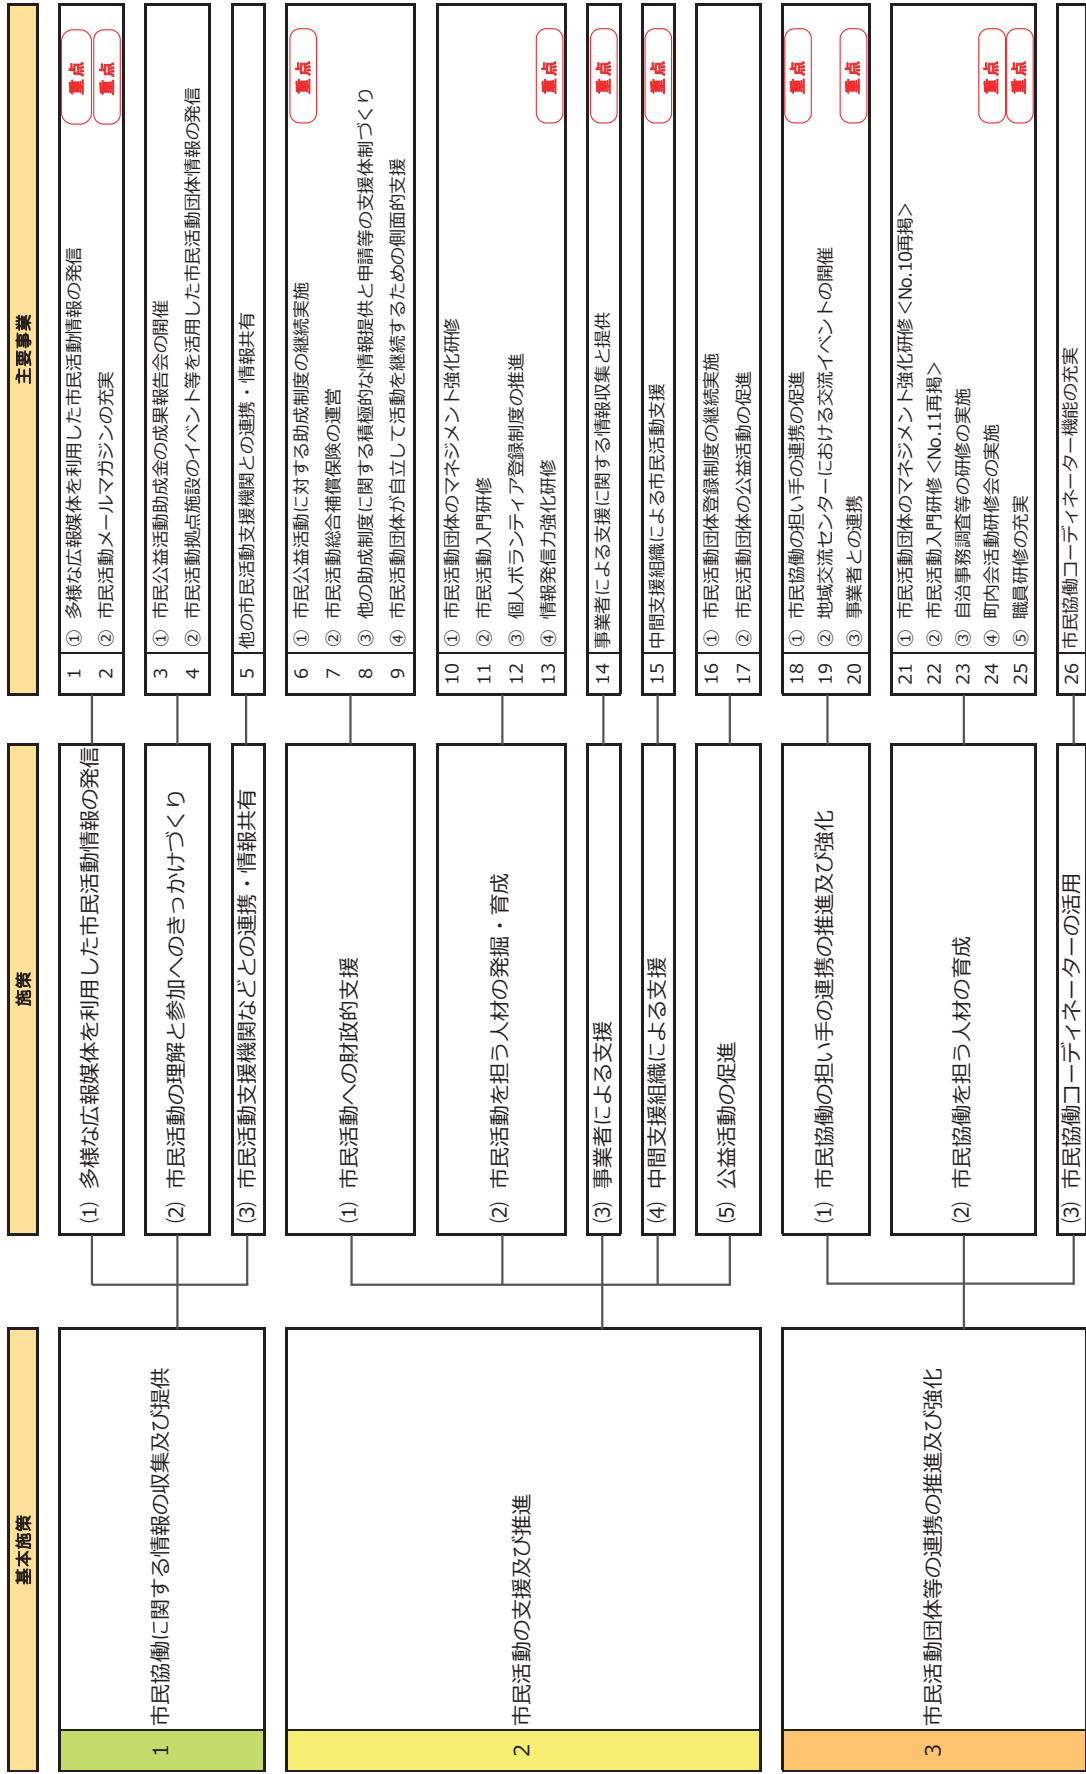 基本施策
施策
主要事業
1 市民協働に関する情報の収集及び提供
(1) 多様な広報媒体を利用した市民活動情報の発信
1 ① 多様な広報媒体を利用した市民活動情報の発信 重点
2 ② 市民活動メールマガジンの充実 重点
(2) 市民活動の理解と参加へのきっかけづくり
3 ① 市民公益活動助成金の成果報告会の開催
4 ② 市民活動拠点施設のイベント等を活用した市民活動団体情報の発信
(3) 市民活動支援機関などとの連携・情報共有
5 他の市民活動支援機関との連携・情報共有
2 市民活動の支援及び推進
(1) 市民活動への財政的支援
6 ① 市民公益活動に対する助成制度の継続実施 重点
7 ② 市民活動総合補償保険の運営
8 ③ 他の助成制度に関する積極的な情報提供と申請等の支援体制づくり
9 ④ 市民活動団体が自立して活動を継続するための側面的支援
(2) 市民活動を担う人材の発掘・育成
10 ① 市民活動団体のマネジメント強化研修
11 ② 市民活動入門研修
12 ③ 個人ボランティア登録制度の推進
13 ④ 情報発信力強化研修 重点
(3) 事業者による支援
14 事業者による支援に関する情報収集と提供 重点
(4) 中間支援組織による支援
15 中間支援組織による市民活動支援 重点
(5) 公益活動の促進
16 ① 市民活動団体登録制度の継続実施
17 ② 市民活動団体の公益活動の促進
3 市民活動団体等の連携の推進及び強化
(1) 市民協働の担い手の連携の推進及び強化
18 ① 市民協働の担い手の連携の促進 重点
19 ② 地域交流センターにおける交流イベントの開催
20 ③ 事業者との連携 重点
(2) 市民協働を担う人材の育成
21 ① 市民活動団体のマネジメント強化研修<No.10再掲>
22 ② 市民活動入門研修<No.11再掲>
23 ③ 自治事務調査等の研修の実施
24 ④ 町内会活動研修会の実施 重点
25 ⑤ 職員研修の充実 重点
(3) 市民協働コーディネーターの活用
26 市民協働コーディネーター機能の充実